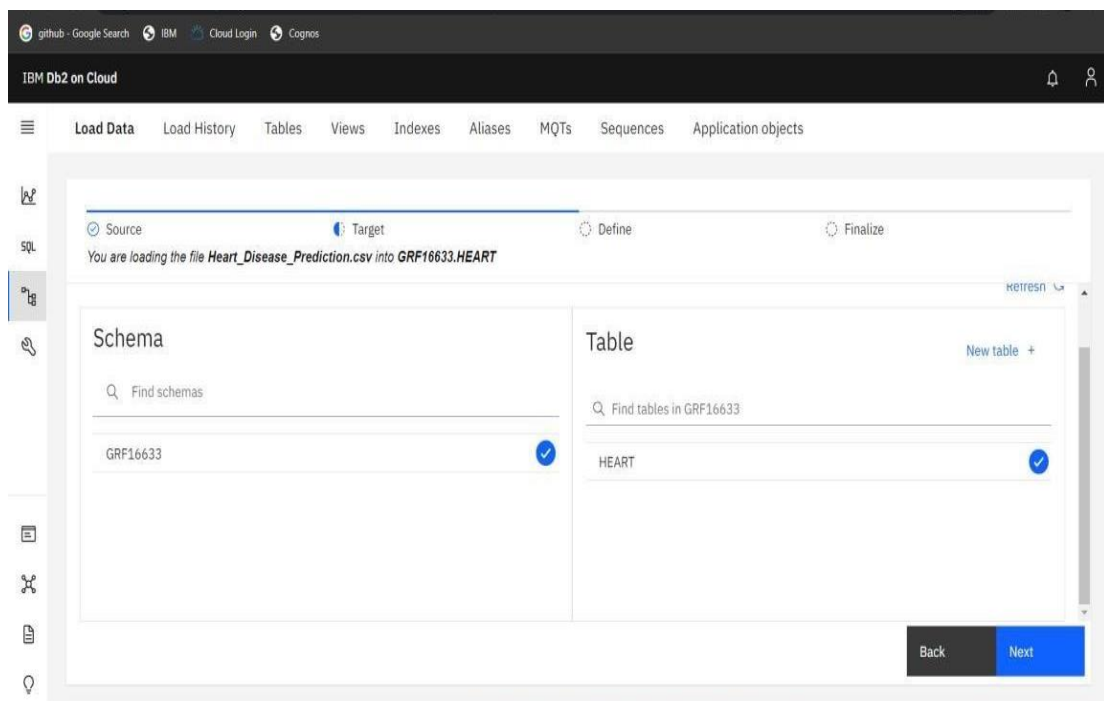 github - Google Search IBM Cloud Login Cognos
IBM Db2 on Cloud
Load Data Load History Tables Views Indexes Aliases MQTs Sequences Application objects
Source Target Define Finalize
SQL
You are loading the file Heart_Disease_Prediction.csv into GRF16633.HEART
Refresh
Schema
Find schemas
GRF16633
Table
New table +
Find tables in GRF16633
HEART
Back Next